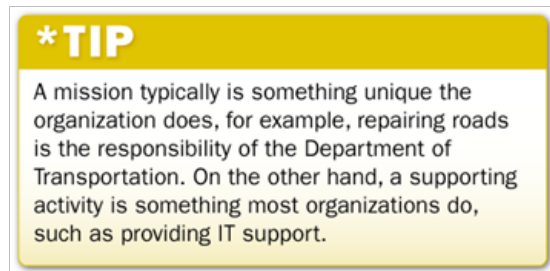 *TIP
A mission typically is something unique the
organization does, for example, repairing roads
is the responsibility of the Department of
Transportation. On the other hand, a supporting
activity is something most organizations do,
such as providing IT support.